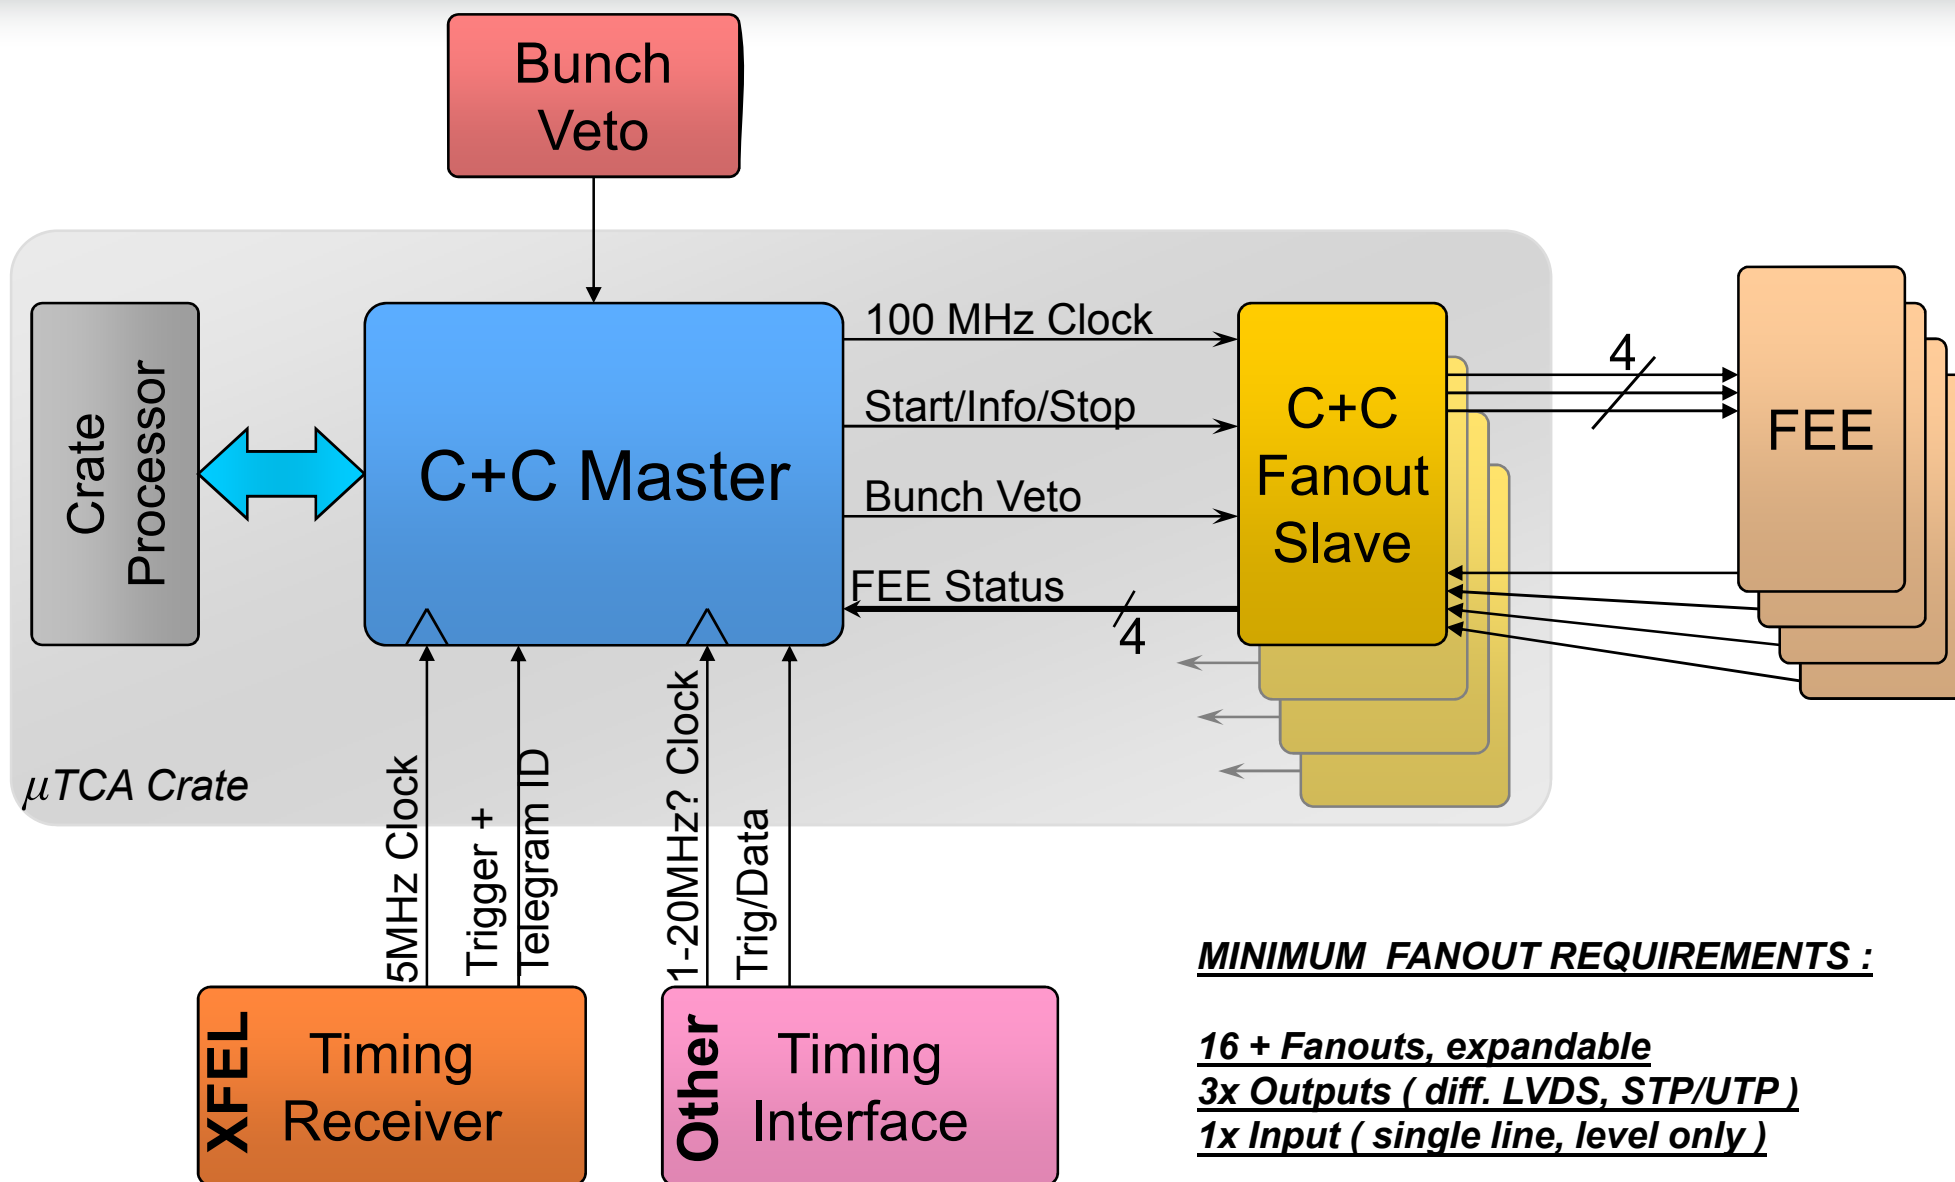 Bunch
Veto
Crate
Processor
C+C Master
100 MHz Clock
Start/Info/Stop
Bunch Veto
FEE Status
4
C+C
Fanout
Slave
4
FEE
µTCA Crate
5MHz Clock
Trigger +
Telegram ID
1-20MHz? Clock
Trig/Data
XFEL
Timing
Receiver
Other
Timing
Interface
MINIMUM FANOUT REQUIREMENTS :
16 + Fanouts, expandable
3x Outputs ( diff. LVDS, STP/UTP )
1x Input ( single line, level only )